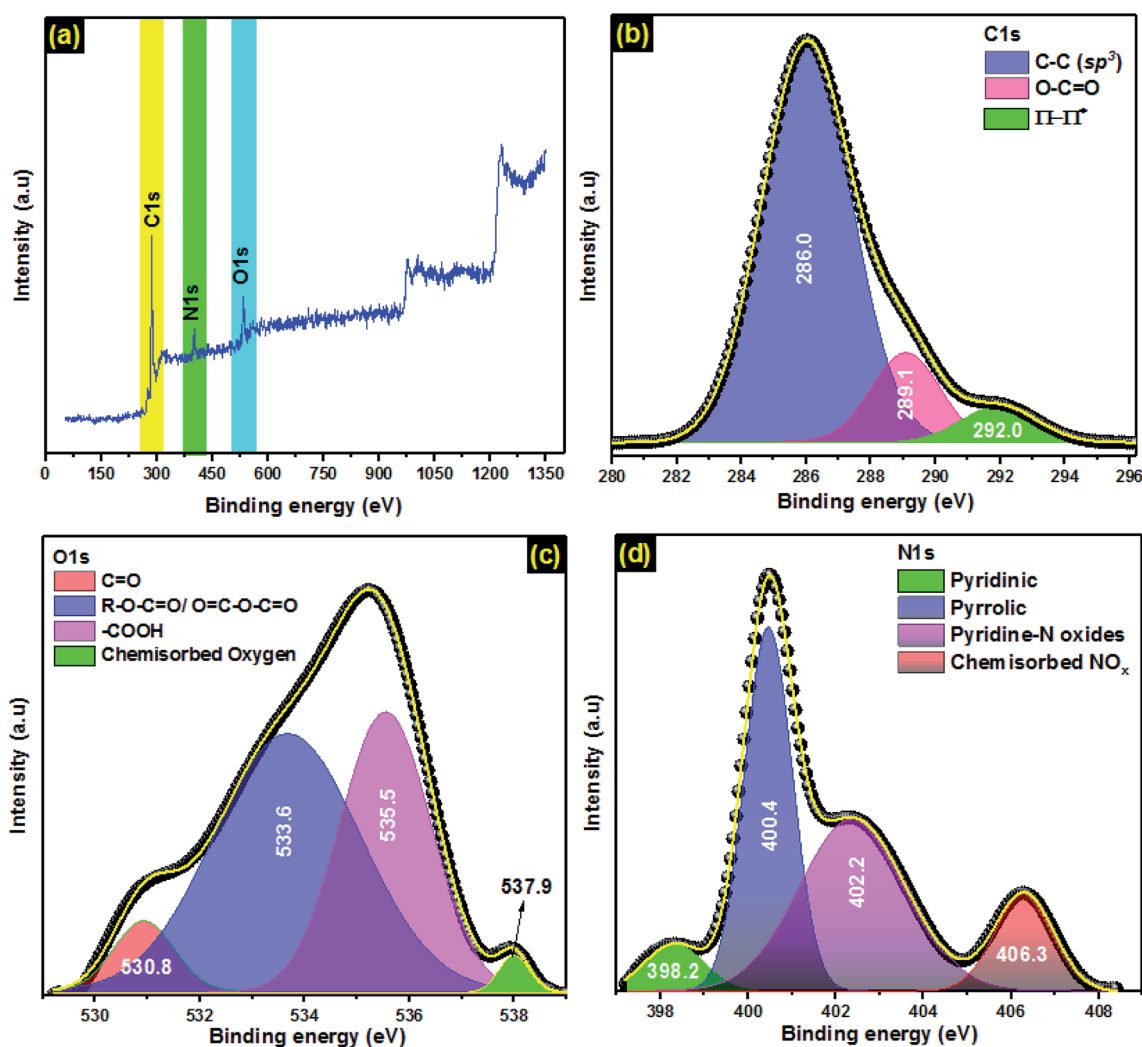 (a)
C1s
N1s
O1s
Intensity (a.u)
0 150 300 450 600 750 900 1050 1200 1350
Binding energy (eV)
(b)
C1s
C-C (sp³)
O-C=O
Π–Π*
286.0
289.1
292.0
Intensity (a.u)
280 282 284 286 288 290 292 294 296
Binding energy (eV)
(c)
O1s
C=O
R-O-C=O/ O=C-O-C=O
-COOH
Chemisorbed Oxygen
530.8
533.6
535.5
537.9
Intensity (a.u)
530 532 534 536 538
Binding energy (eV)
(d)
N1s
Pyridinic
Pyrrolic
Pyridine-N oxides
Chemisorbed NOₓ
398.2
400.4
402.2
406.3
Intensity (a.u)
398 400 402 404 406 408
Binding energy (eV)